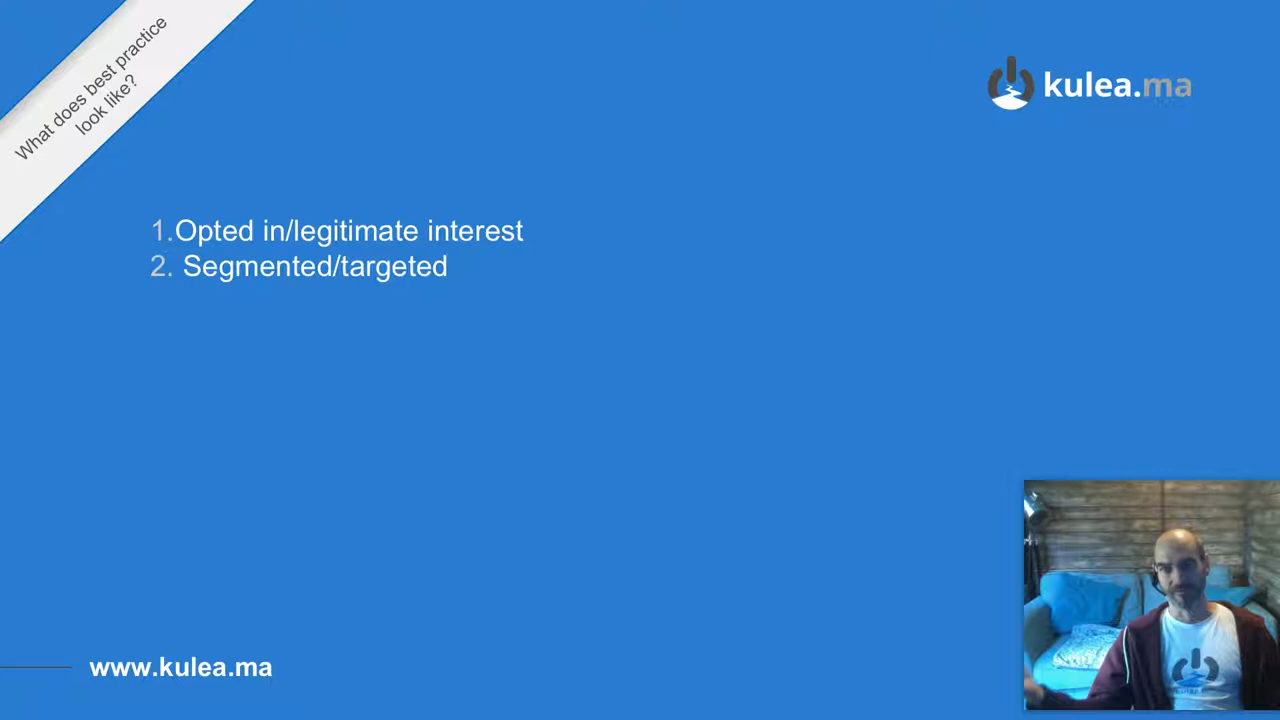 What does best practice
look like?
kulea.ma
1.Opted in/legitimate interest
2. Segmented/targeted
www.kulea.ma